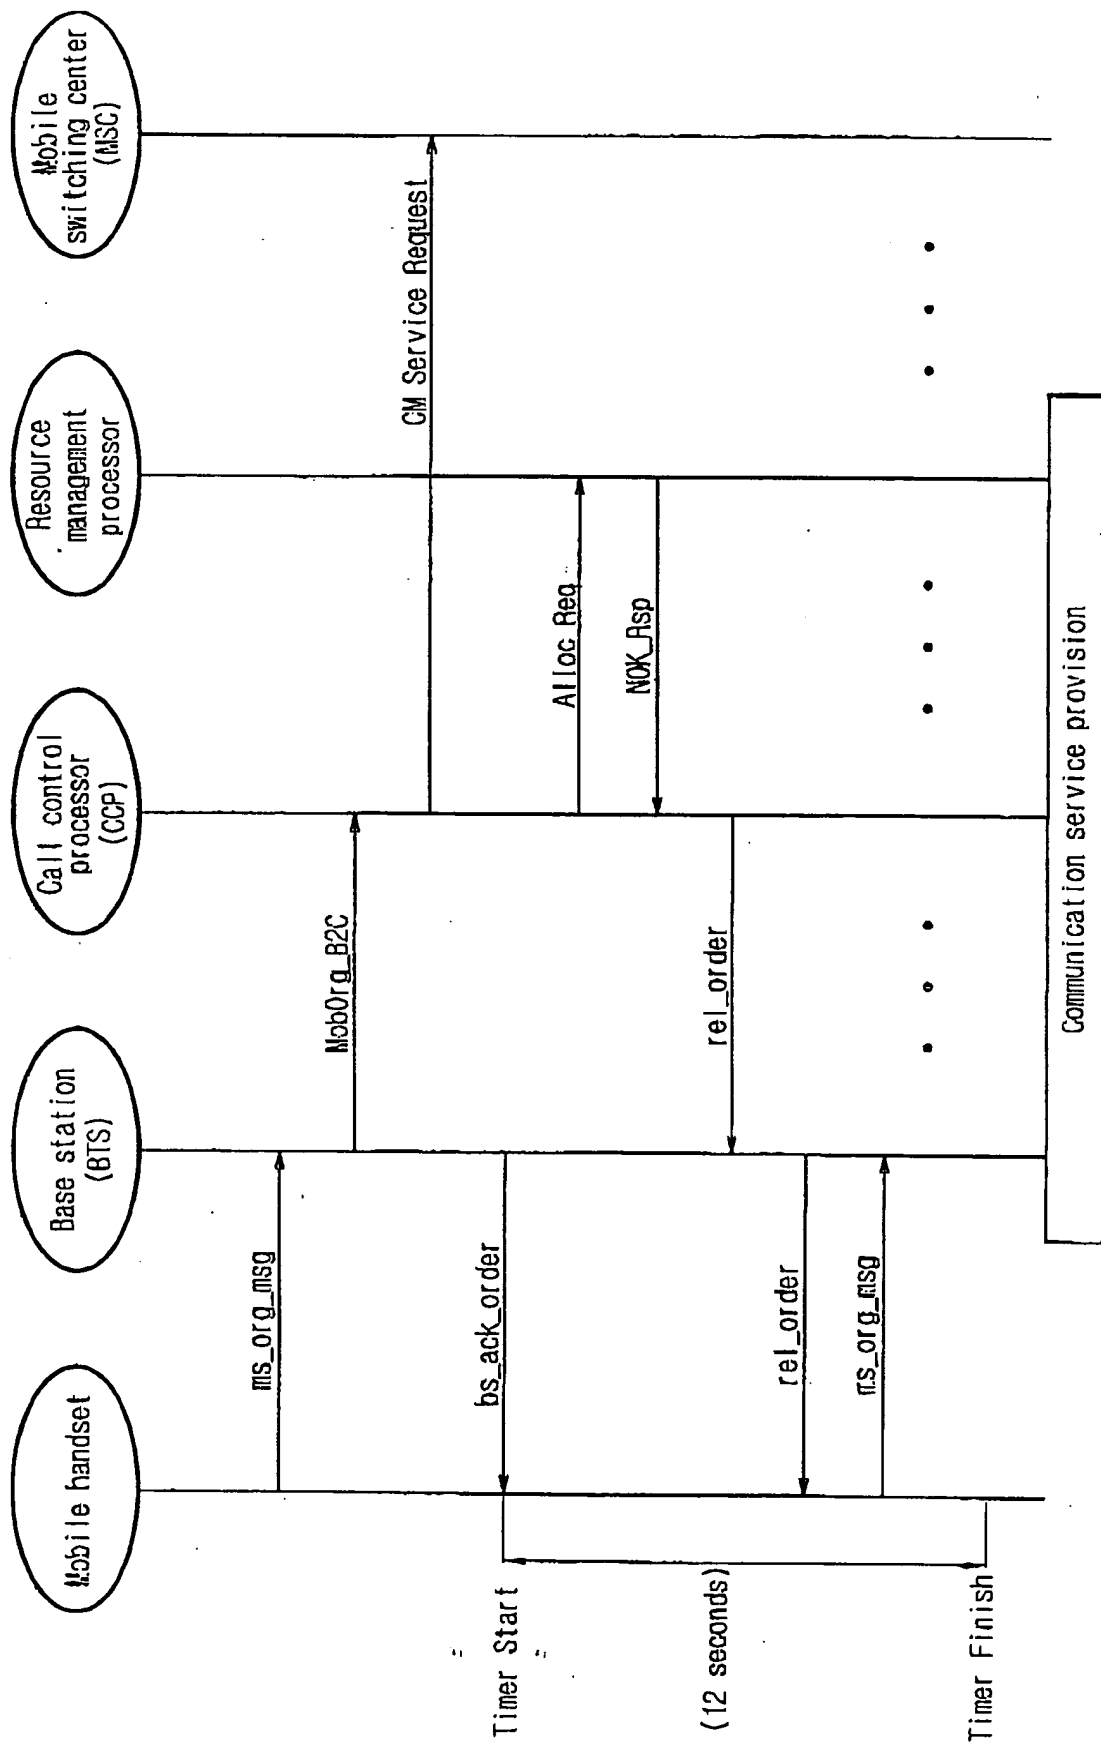 Mobile handset
Base station
(BTS)
Call control
processor
(CCP)
Resource
management
processor
Mobile
switching center
(MSC)
ms_org_msg
MobOrg_B2C
CM Service Request
bs_ack_order
Timer Start
Alloc Req
NOK_Rsp
(12 seconds)
rel_order
rel_order
ms_org_msg
Timer Finish
Communication service provision